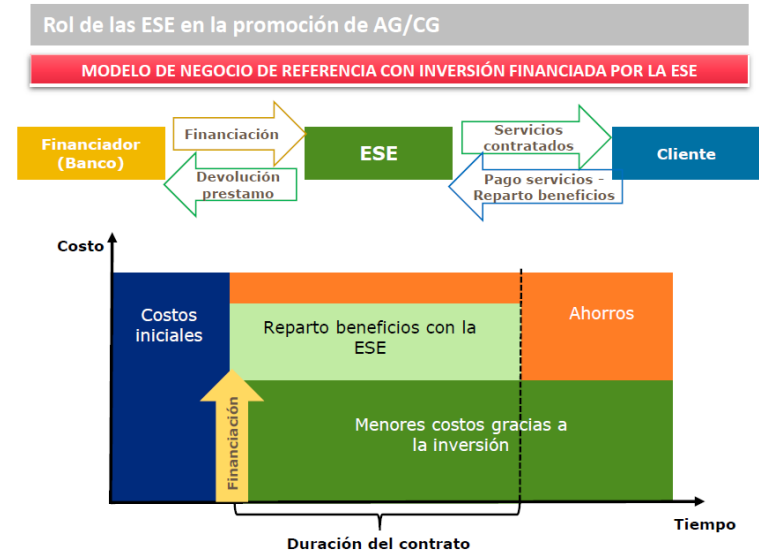 Rol de las ESE en la promoción de AG/CG
MODELO DE NEGOCIO DE REFERENCIA CON INVERSIÓN FINANCIADA POR LA ESE
Financiador
(Banco)
Financiación
Devolución
prestamo
ESE
Servicios
contratados
Pago servicios –
Reparto beneficios
Cliente
Costo
Costos
iniciales
Reparto beneficios con la
ESE
Ahorros
Financiación
Menores costos gracias a
la inversión
Tiempo
Duración del contrato